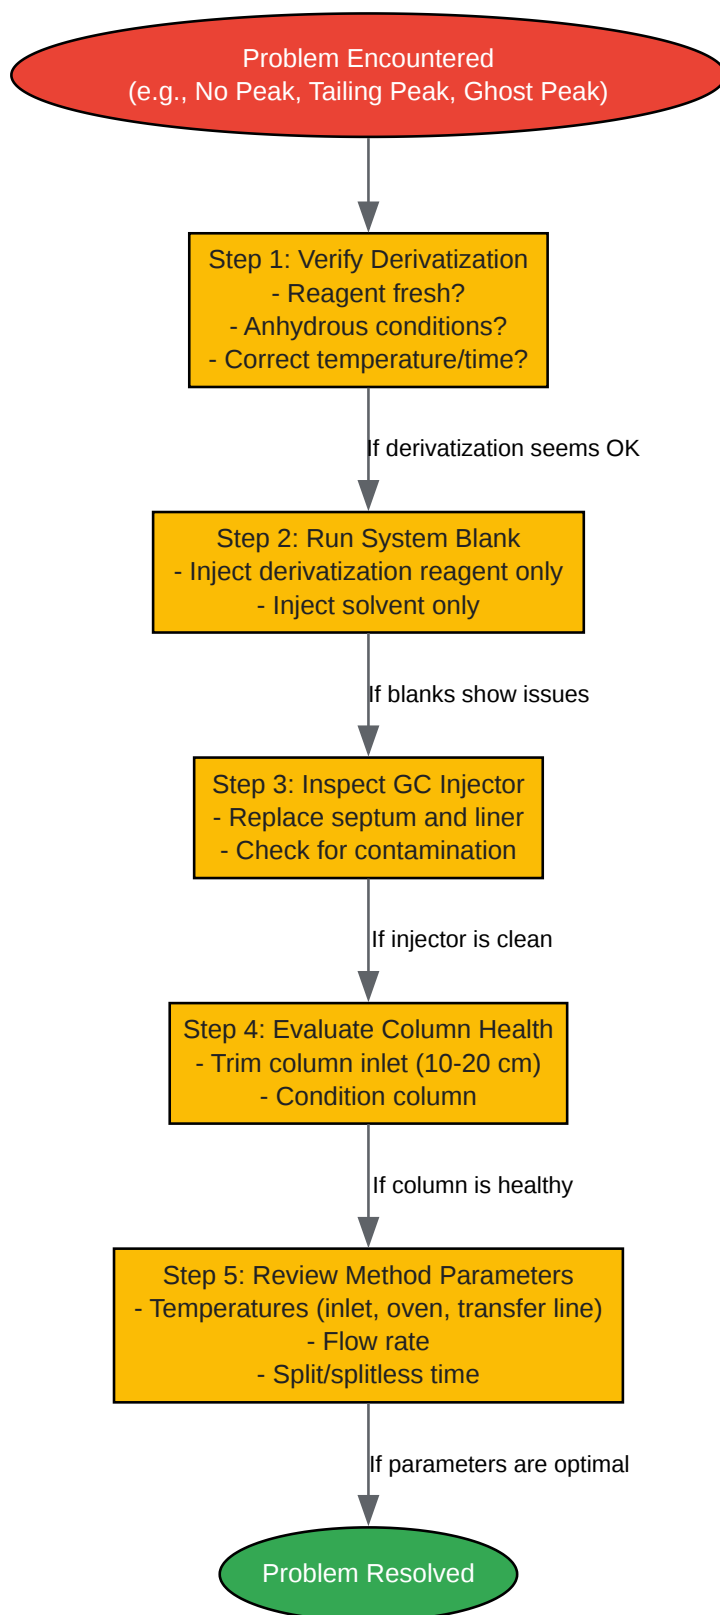 Problem Encountered
(e.g., No Peak, Tailing Peak, Ghost Peak)
Step 1: Verify Derivatization
- Reagent fresh?
- Anhydrous conditions?
- Correct temperature/time?
If derivatization seems OK
Step 2: Run System Blank
- Inject derivatization reagent only
- Inject solvent only
If blanks show issues
Step 3: Inspect GC Injector
- Replace septum and liner
- Check for contamination
If injector is clean
Step 4: Evaluate Column Health
- Trim column inlet (10-20 cm)
- Condition column
If column is healthy
Step 5: Review Method Parameters
- Temperatures (inlet, oven, transfer line)
- Flow rate
- Split/splitless time
If parameters are optimal
Problem Resolved